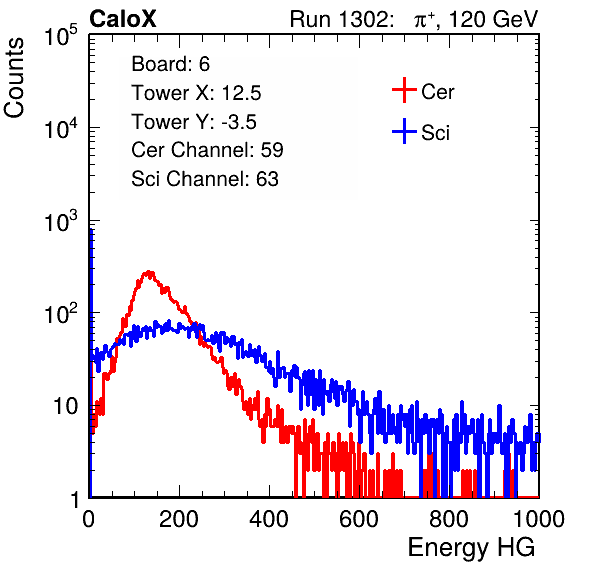 CaloX Run 1302: π⁺, 120 GeV
Counts
10⁵
10⁴
10³
10²
10
1
Board: 6
Tower X: 12.5
Tower Y: -3.5
Cer Channel: 59
Sci Channel: 63
Cer
Sci
0 200 400 600 800 1000
Energy HG